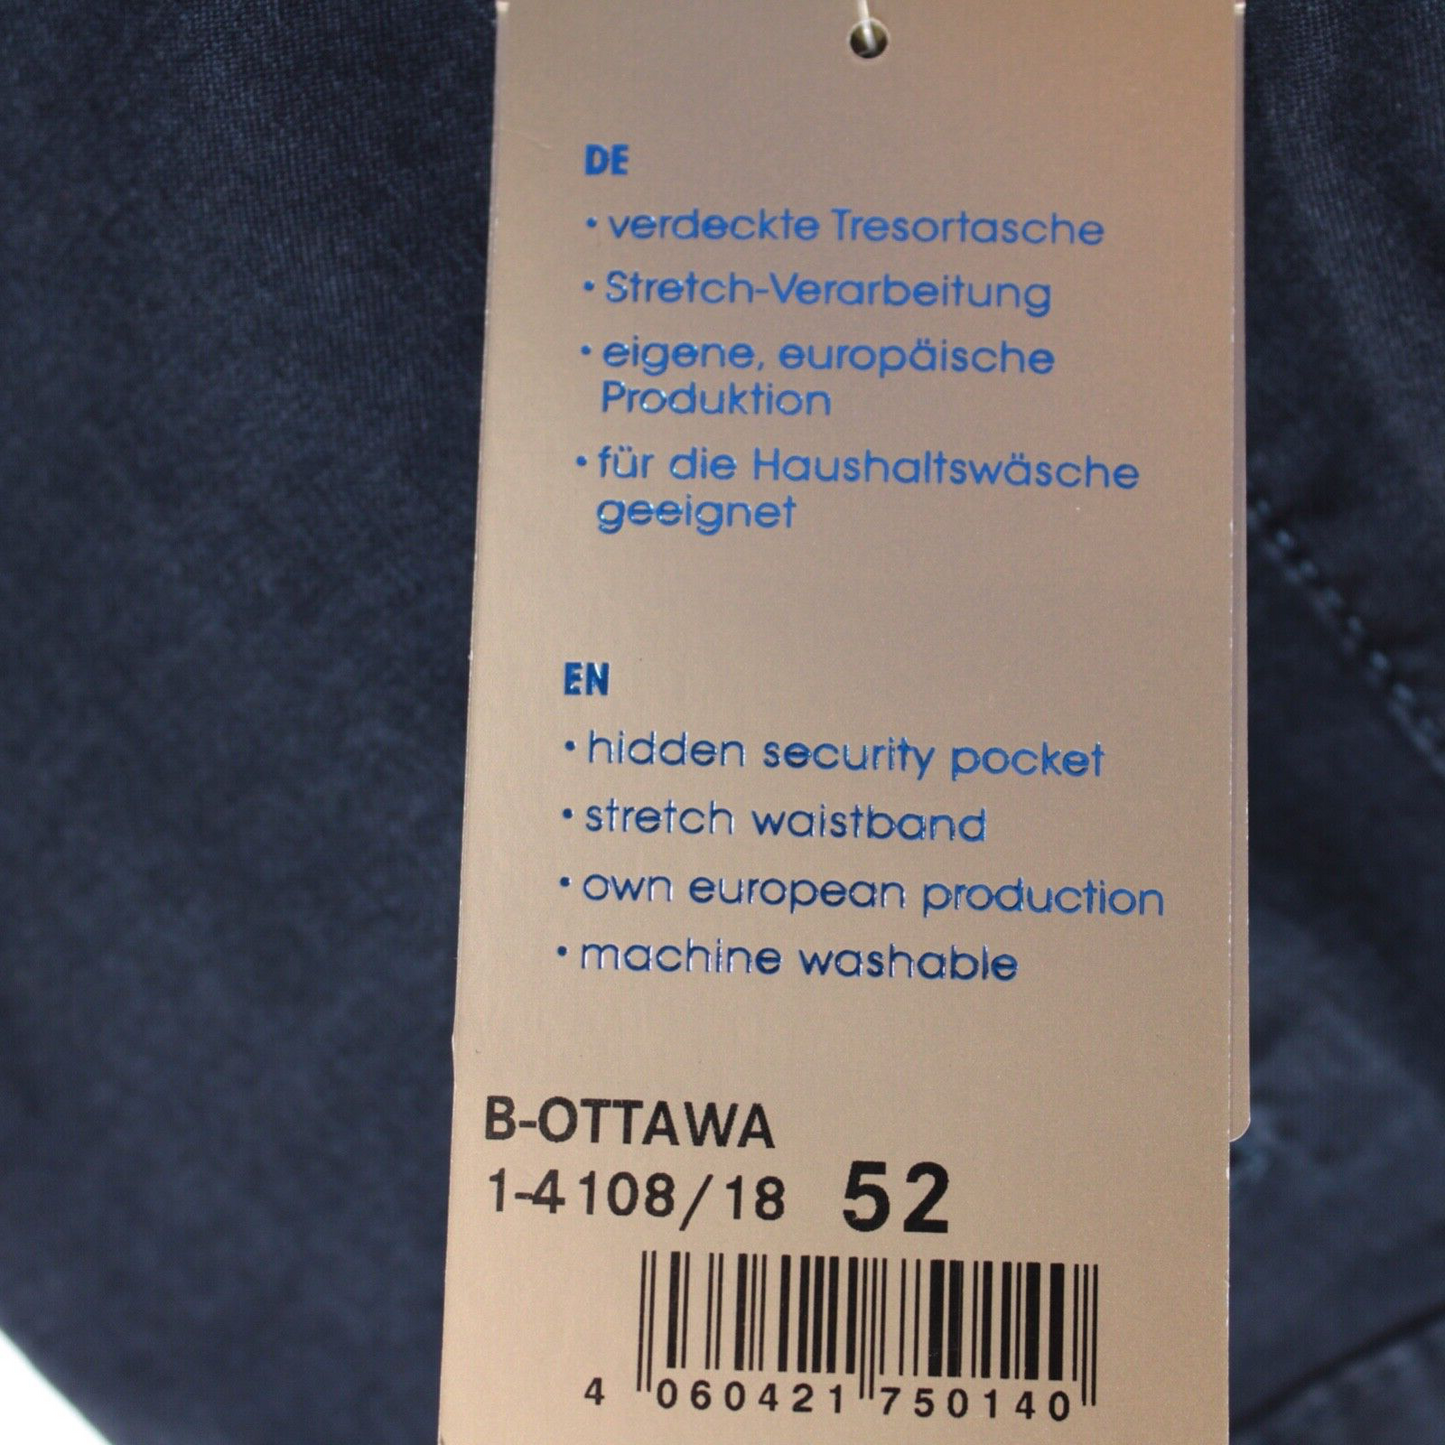 DE
• verdeckte Tresortasche
• Stretch-Verarbeitung
• eigene, europäische
Produktion
• für die Haushaltswäsche
geeignet
EN
• hidden security pocket
• stretch waistband
• own european production
• machine washable
B-OTTAWA
1-4108/18 52
4 060421 750140